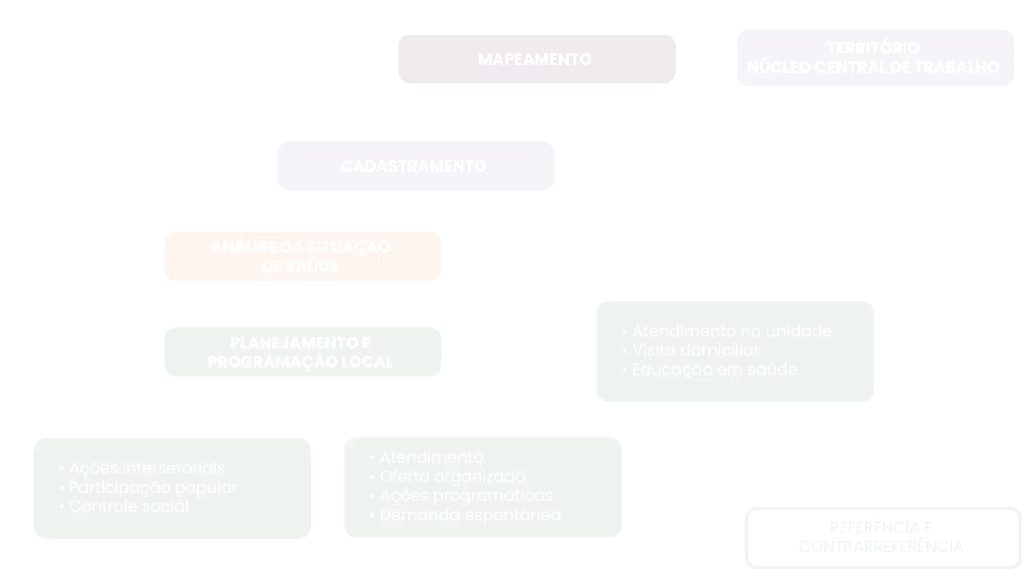 MAPEAMENTO
TERRITÓRIO
NÚCLEO CENTRAL DE TRABALHO
CADASTRAMENTO
ANÁLISE DA SITUAÇÃO
DE SAÚDE
PLANEJAMENTO E
PROGRAMAÇÃO LOCAL
• Atendimento na unidade
• Visita domiciliar
• Educação em saúde
• Ações intersetoriais
• Participação popular
• Controle social
• Atendimento
• Oferta organizada
• Ações programáticas
• Demanda espontânea
REFERÊNCIA E
CONTRARREFERÊNCIA